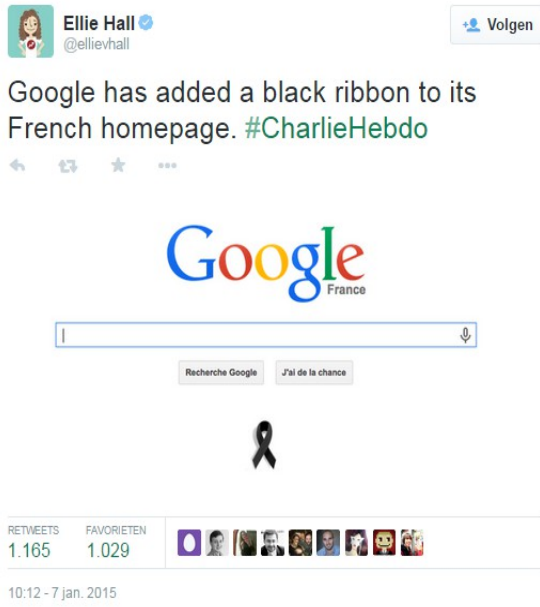 Ellie Hall
@ellievhall
Volgen
Google has added a black ribbon to its
French homepage. #CharlieHebdo
Google
France
Recherche Google
J'ai de la chance
RETWEETS
FAVORIETEN
1.165
1.029
10:12 - 7 jan. 2015